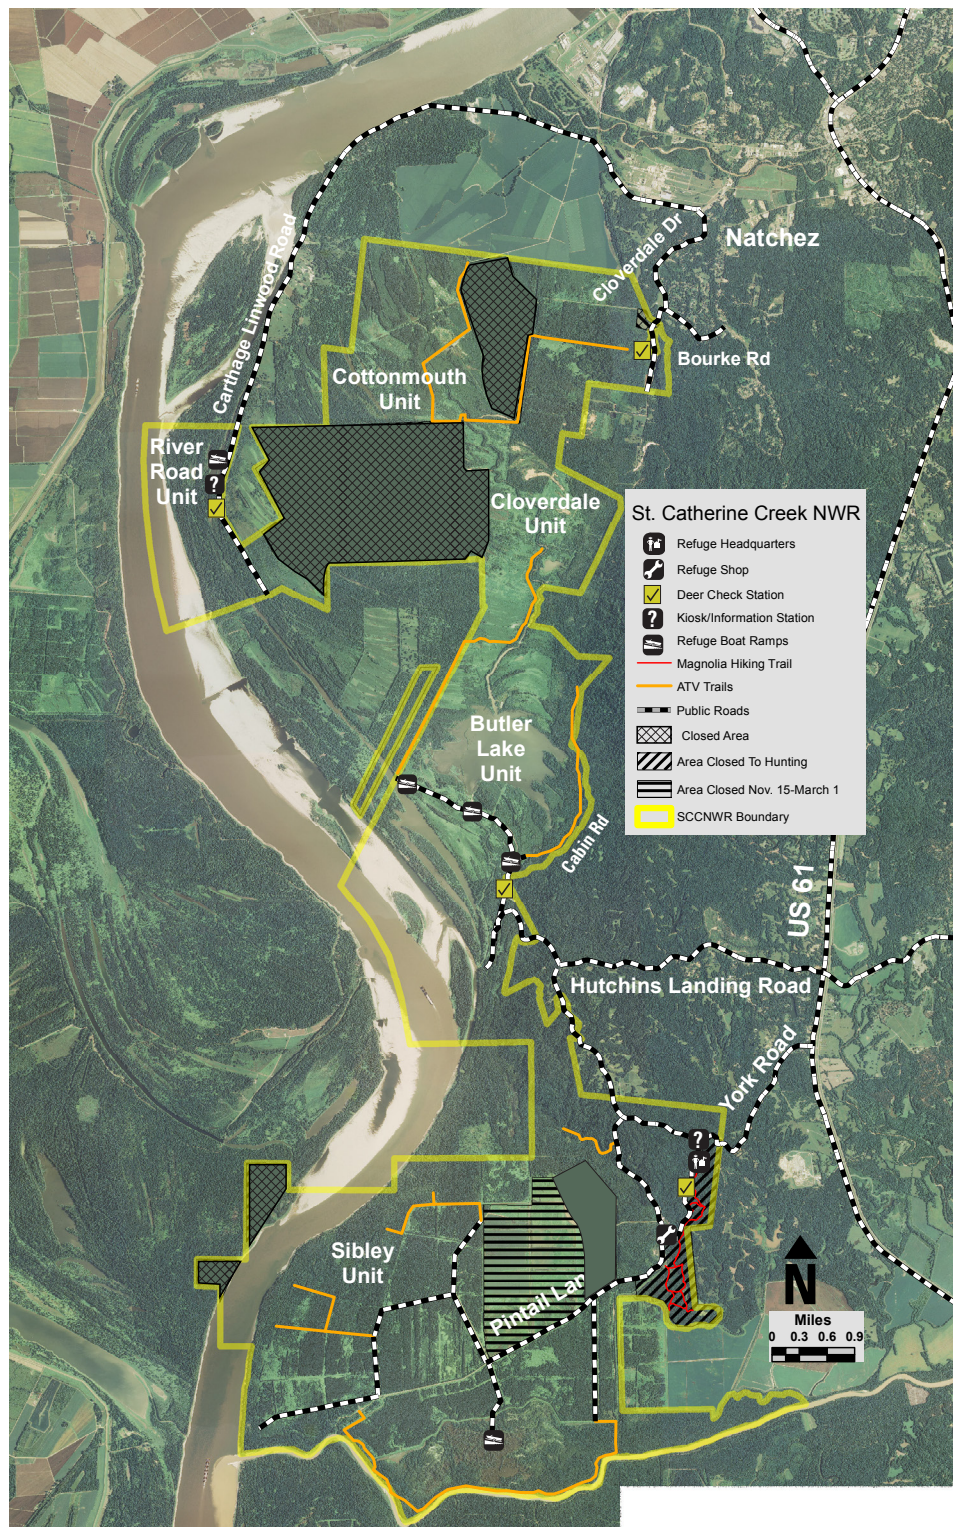 Natchez
Cloverdale Dr
Carthage Linwood Road
Bourke Rd
Cottonmouth
Unit
River
Road
Unit
?
Cloverdale
Unit
St. Catherine Creek NWR
Refuge Headquarters
Refuge Shop
Deer Check Station
?
Kiosk/Information Station
Refuge Boat Ramps
Magnolia Hiking Trail
ATV Trails
Public Roads
Closed Area
Area Closed To Hunting
Area Closed Nov. 15-March 1
SCCNWR Boundary
Butler
Lake
Unit
Cabin Rd
US 61
Hutchins Landing Road
York Road
?
Sibley
Unit
Pintail Lan
N
Miles
0 0.3 0.6 0.9